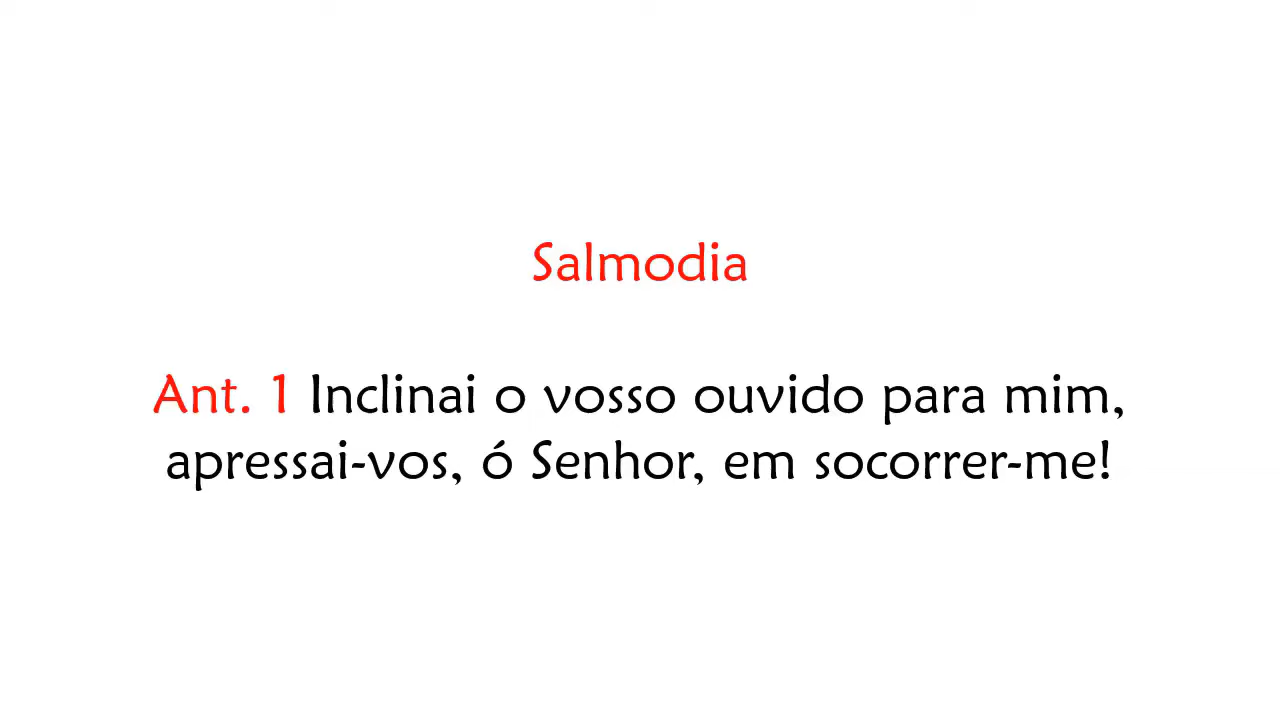 Salmodia
Ant. 1 Inclinai o vosso ouvido para mim,
apressai-vos, ó Senhor, em socorrer-me!